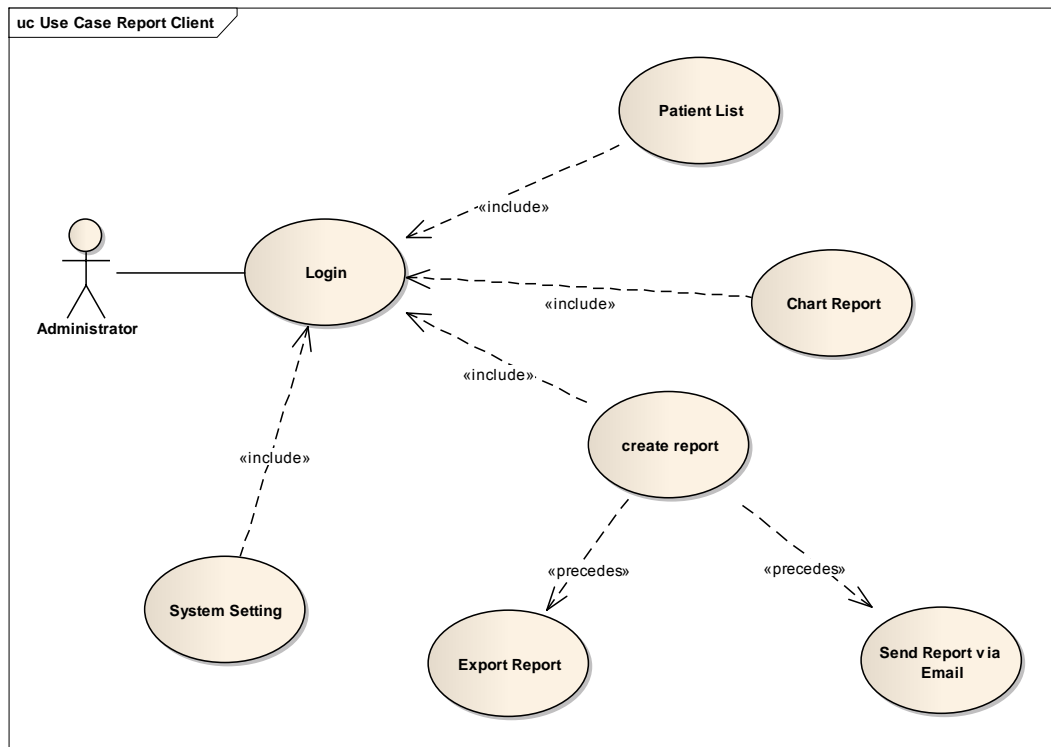 uc Use Case Report Client
Patient List
«include»
Login
Administrator
Chart Report
«include»
«include»
create report
«include»
«precedes»
«precedes»
System Setting
Export Report
Send Report via
Email